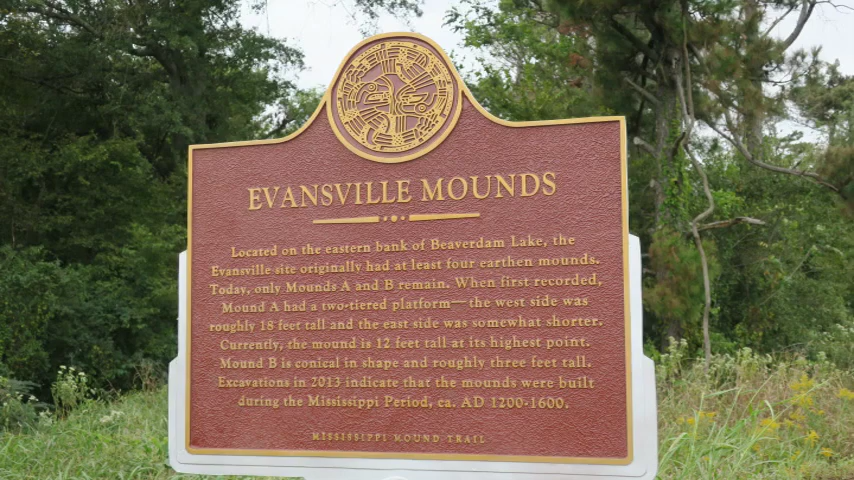 EVANSVILLE MOUNDS
Located on the eastern bank of Beaverdam Lake, the
Evansville site originally had at least four earthen mounds.
Today, only Mounds A and B remain. When first recorded,
Mound A had a two-tiered platform—the west side was
roughly 18 feet tall and the east side was somewhat shorter.
Currently, the mound is 12 feet tall at its highest point.
Mound B is conical in shape and roughly three feet tall.
Excavations in 2013 indicate that the mounds were built
during the Mississippi Period, ca. AD 1200-1600.
MISSISSIPPI MOUND TRAIL